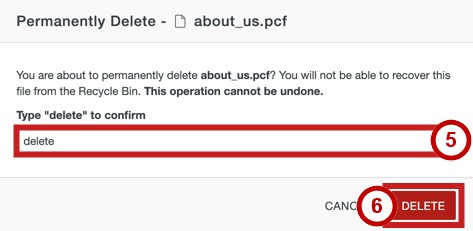 Permanently Delete - about_us.pcf
You are about to permanently delete about_us.pcf? You will not be able to recover this
file from the Recycle Bin. This operation cannot be undone.
Type "delete" to confirm
delete
5
6
DELETE